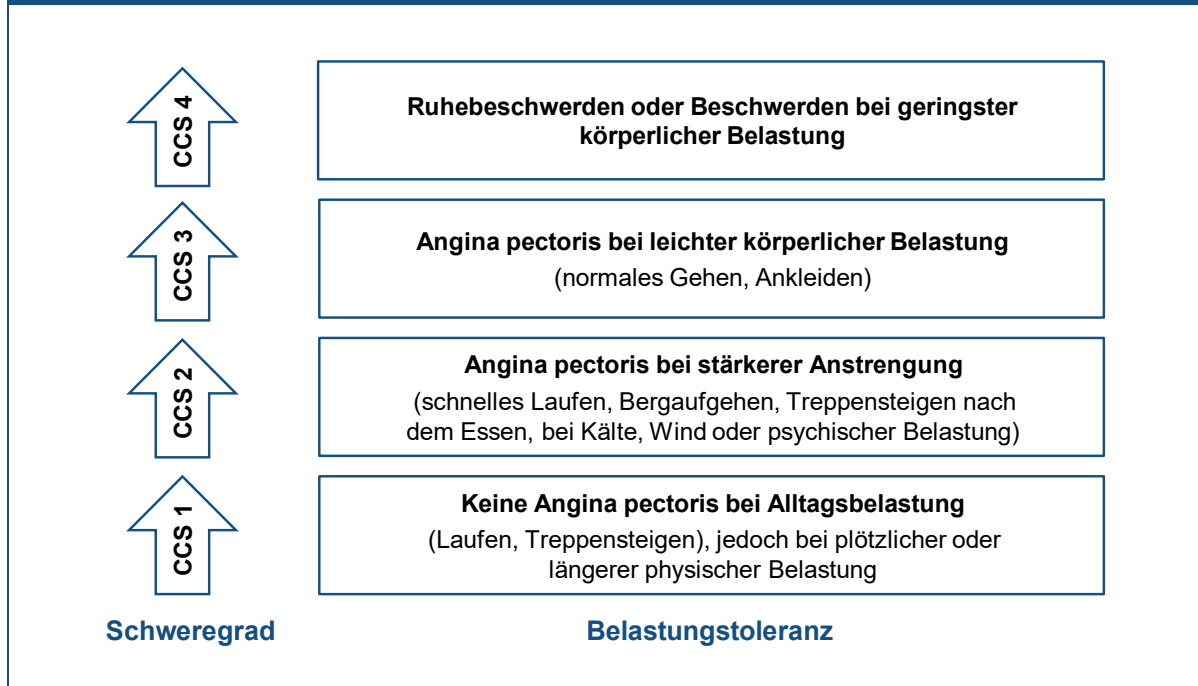 CCS 4
Ruhebeschwerden oder Beschwerden bei geringster
körperlicher Belastung
CCS 3
Angina pectoris bei leichter körperlicher Belastung
(normales Gehen, Ankleiden)
CCS 2
Angina pectoris bei stärkerer Anstrengung
(schnelles Laufen, Bergaufgehen, Treppensteigen nach
dem Essen, bei Kälte, Wind oder psychischer Belastung)
CCS 1
Keine Angina pectoris bei Alltagsbelastung
(Laufen, Treppensteigen), jedoch bei plötzlicher oder
längerer physischer Belastung
Schweregrad
Belastungstoleranz